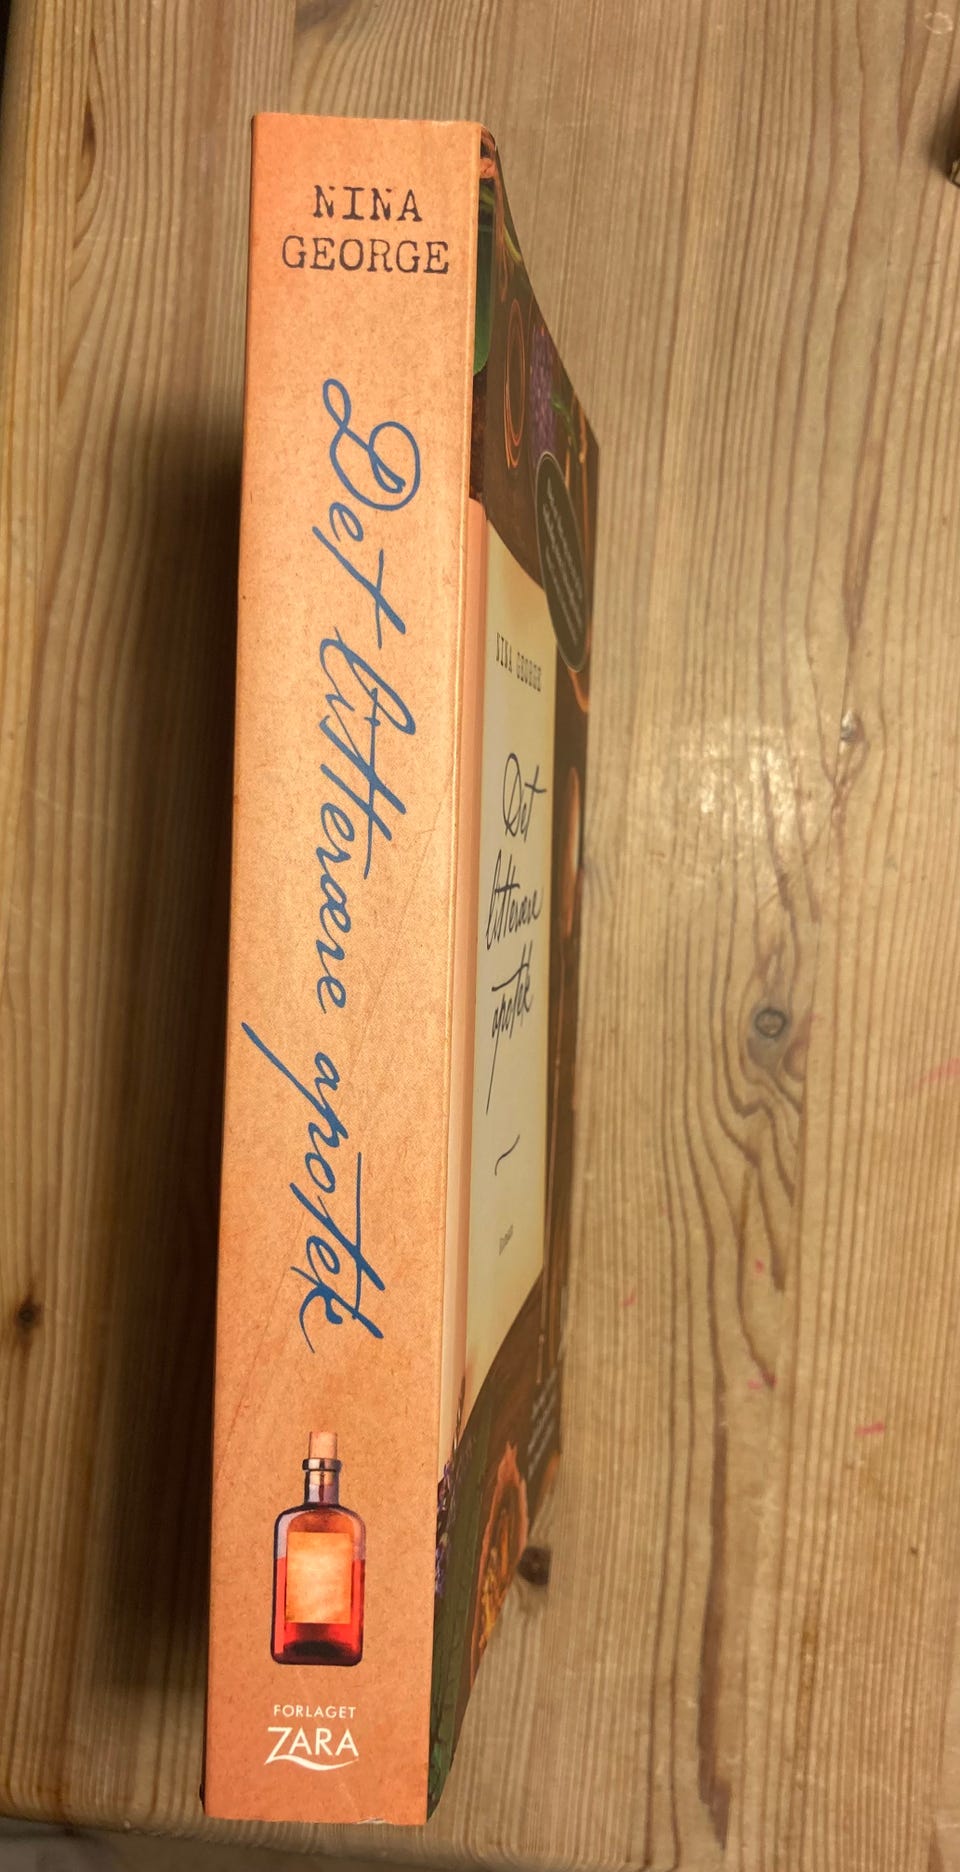 NINA
GEORGE
Det litterære apotek
FORLAGET
ZARA
NINA GEORGE
Det
litterære
apotek